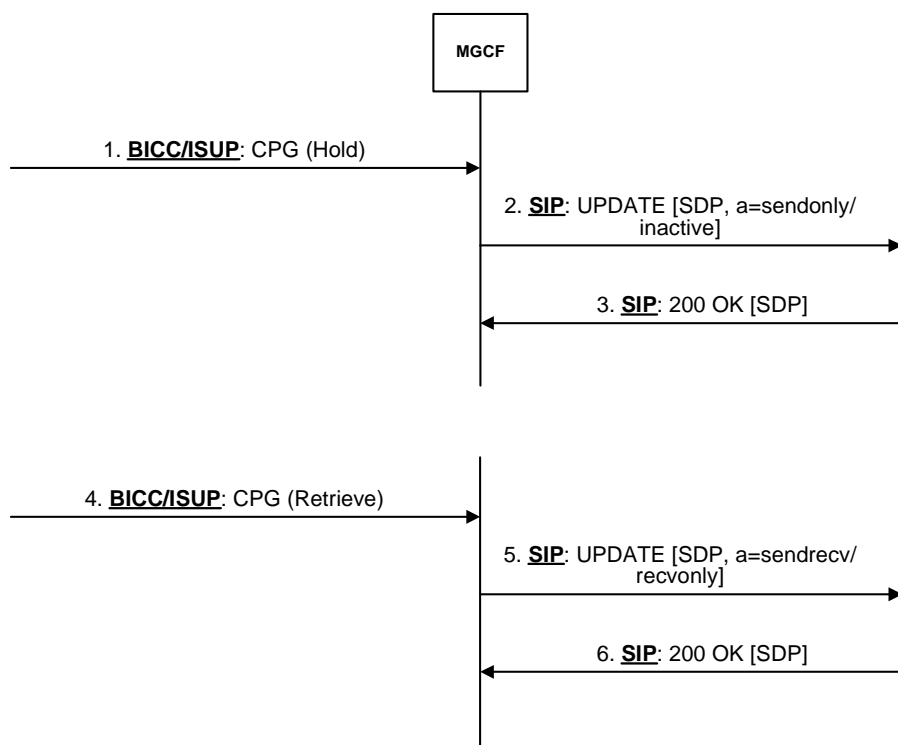 MGCF
1. BICC/ISUP: CPG (Hold)
2. SIP: UPDATE [SDP, a=sendonly/
inactive]
3. SIP: 200 OK [SDP]
4. BICC/ISUP: CPG (Retrieve)
5. SIP: UPDATE [SDP, a=sendrecv/
recvonly]
6. SIP: 200 OK [SDP]